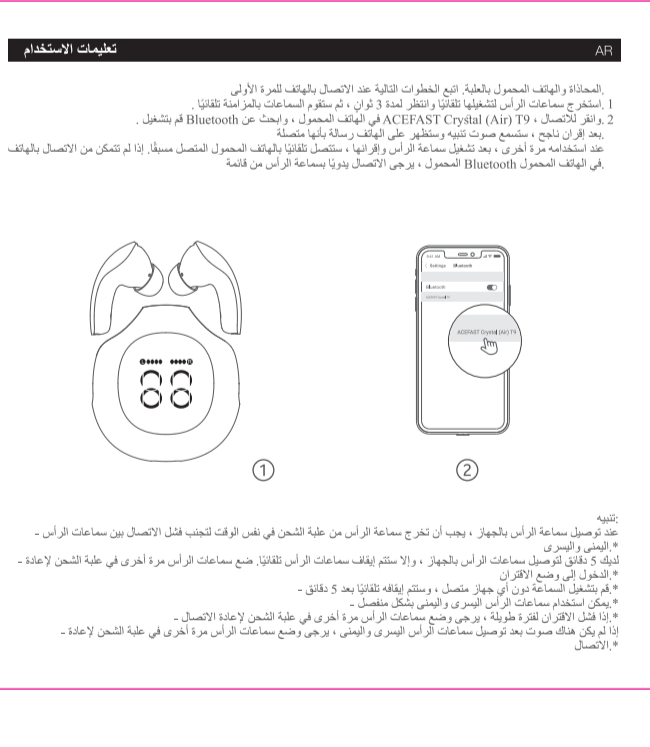 تعليمات الاستخدام
AR
المحاذاة والهاتف المحمول بالعلبة. اتبع الخطوات التالية عند الاتصال بالهاتف للمرة الأولى.
1 .استخرج سماعات الرأس لتشغيلها تلقائيًا وانتظر لمدة 3 ثوانٍ ، ثم ستقوم السماعات بالمزامنة تلقائيًا .
2 .وانقر للاتصال ، ACEFAST Crystal (Air) T9 في الهاتف المحمول ، وابحث عن Bluetooth قم بتشغيل .
بعد إقران ناجح ، ستسمع صوت تنبيه وستظهر على الهاتف رسالة بأنها متصلة.
عند استخدامه مرة أخرى ، بعد تشغيل سماعة الرأس وإقرانها ، ستتصل تلقائيًا بالهاتف المحمول المتصل مسبقًا. إذا لم تتمكن من الاتصال بالهاتف
في الهاتف المحمول Bluetooth المحمول ، يرجى الاتصال يدويًا بسماعة الرأس من قائمة.
Settings Bluetooth
Bluetooth
ACEFAST Crystal (Air) T9
L R
88
1
2
تنبيه:
عند توصيل سماعة الرأس بالجهاز ، يجب أن تخرج سماعة الرأس من علبة الشحن في نفس الوقت لتجنب فشل الاتصال بين سماعات الرأس -
اليمنى واليسرى.*
لديك 5 دقائق لتوصيل سماعات الرأس بالجهاز ، وإلا ستتم إيقاف سماعات الرأس تلقائيًا. ضع سماعات الرأس مرة أخرى في علبة الشحن لإعادة -
الدخول إلى وضع الاقتران.*
قم بتشغيل السماعة دون أي جهاز متصل ، وستتم إيقافه تلقائيًا بعد 5 دقائق -.*
يمكن استخدام سماعات الرأس اليسرى واليمنى بشكل منفصل -.*
إذا فشل الاقتران لفترة طويلة ، يرجى وضع سماعات الرأس مرة أخرى في علبة الشحن لإعادة الاتصال -.*
إذا لم يكن هناك صوت بعد توصيل سماعات الرأس اليسرى واليمنى ، يرجى وضع سماعات الرأس مرة أخرى في علبة الشحن لإعادة -
الاتصال.*